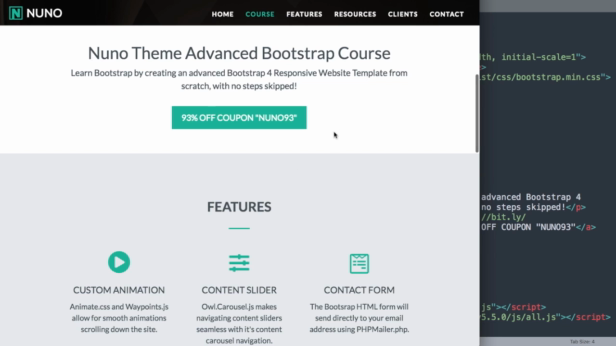 NUNO
HOME COURSE FEATURES RESOURCES CLIENTS CONTACT
Nuno Theme Advanced Bootstrap Course
Learn Bootstrap by creating an advanced Bootstrap 4 Responsive Website Template from
scratch, with no steps skipped!
93% OFF COUPON "NUNO93"
FEATURES
CUSTOM ANIMATION
Animate.css and Waypoints.js
allow for smooth animations
scrolling down the site.
CONTENT SLIDER
Owl.Carousel.js makes
navigating content sliders
seamless with it's content
carousel navigation.
CONTACT FORM
The Bootsrap HTML form will
send directly to your email
address using PHPMailer.php.
dth, initial-scale=1">
>
ist/css/bootstrap.min.css">
advanced Bootstrap 4
no steps skipped!</p>
//bit.ly/
OFF COUPON "NUNO93"</a>
js"></script>
5.5.0/js/all.js"></script>
Tab Size: 4